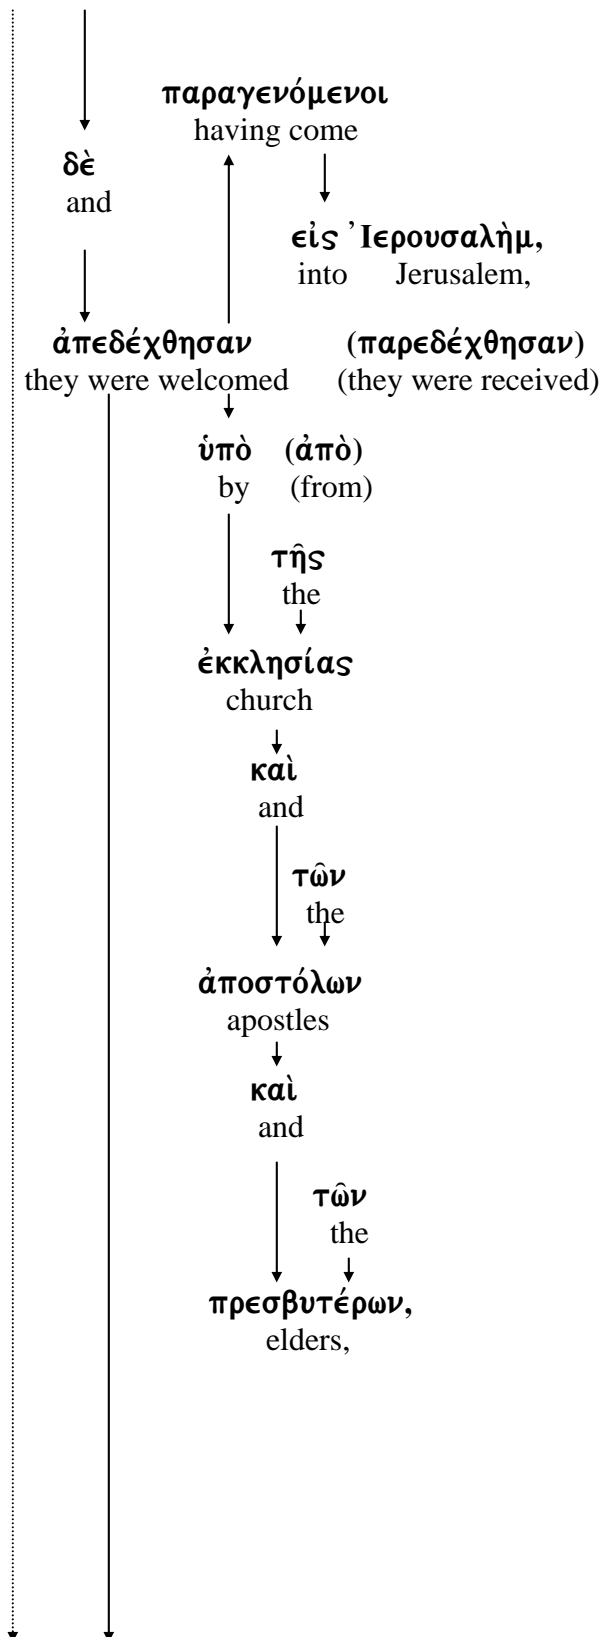 παραγενόμενοι
having come
δὲ
and
εἰς Ἰερουσαλὴμ,
into Jerusalem,
ἀπεδέχθησαν (παρεδέχθησαν)
they were welcomed (they were received)
ὑπὸ (ἀπὸ)
by (from)
τῆς
the
ἐκκλησίας
church
καὶ
and
τῶν
the
ἀποστόλων
apostles
καὶ
and
τῶν
the
πρεσβυτέρων,
elders,